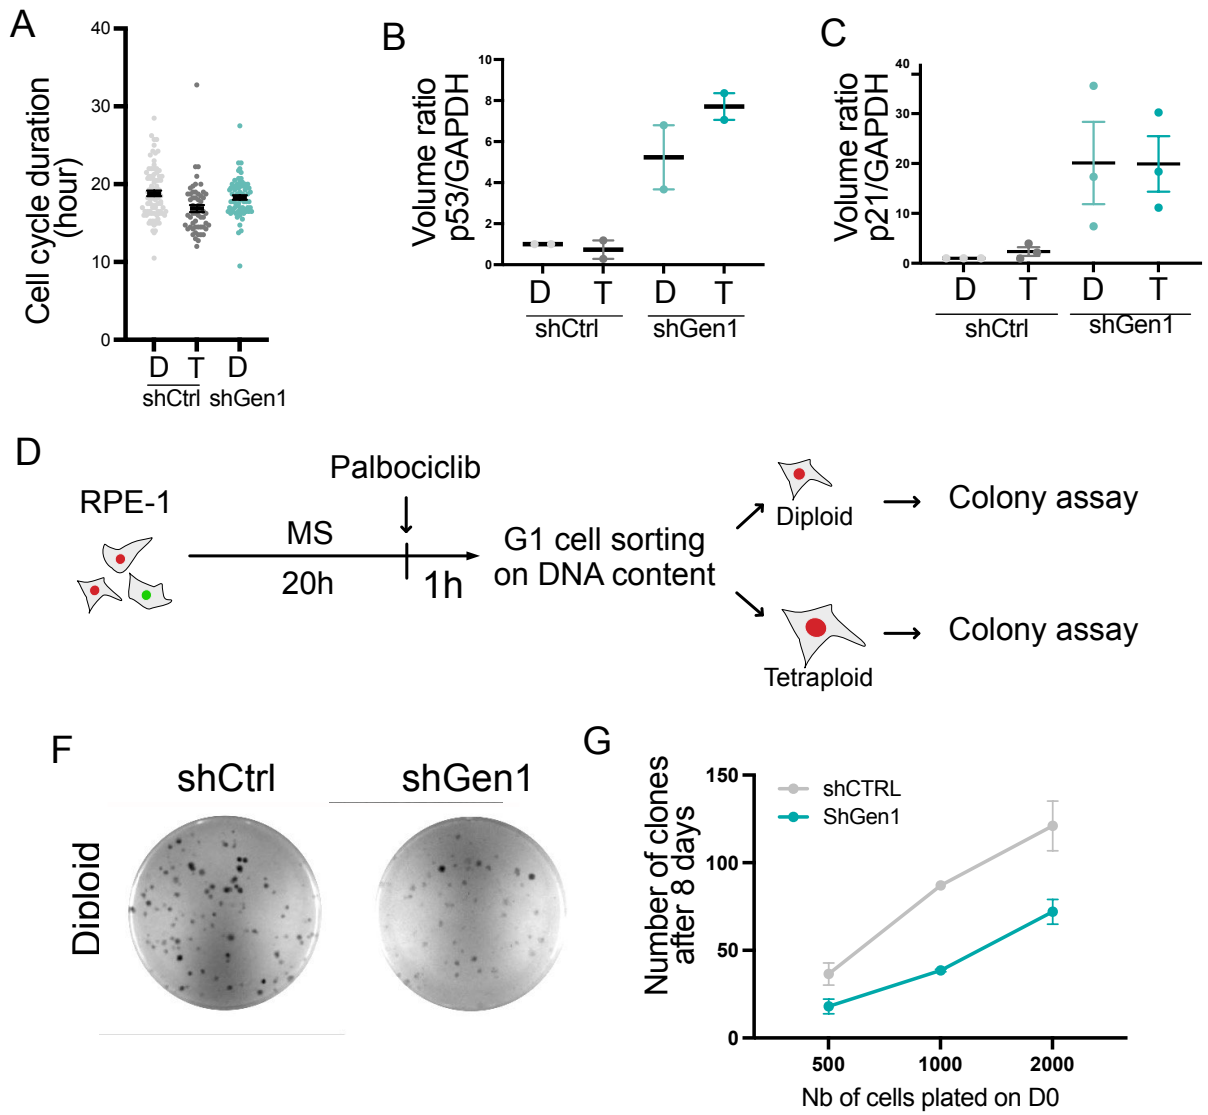 A
Cell cycle duration
(hour)
40
30
20
10
0
D T D
shCtrl shGen1
B
Volume ratio
p53/GAPDH
10
8
6
4
2
0
D T D T
shCtrl shGen1
C
Volume ratio
p21/GAPDH
40
30
20
10
0
D T D T
shCtrl shGen1
D
RPE-1
MS
20h
Palbociclib
1h
G1 cell sorting
on DNA content
Diploid
Colony assay
Tetraploid
Colony assay
F
shCtrl shGen1
Dibloid
G
Number of clones
after 8 days
150
100
50
0
shCTRL
ShGen1
500 1000 2000
Nb of cells plated on D0